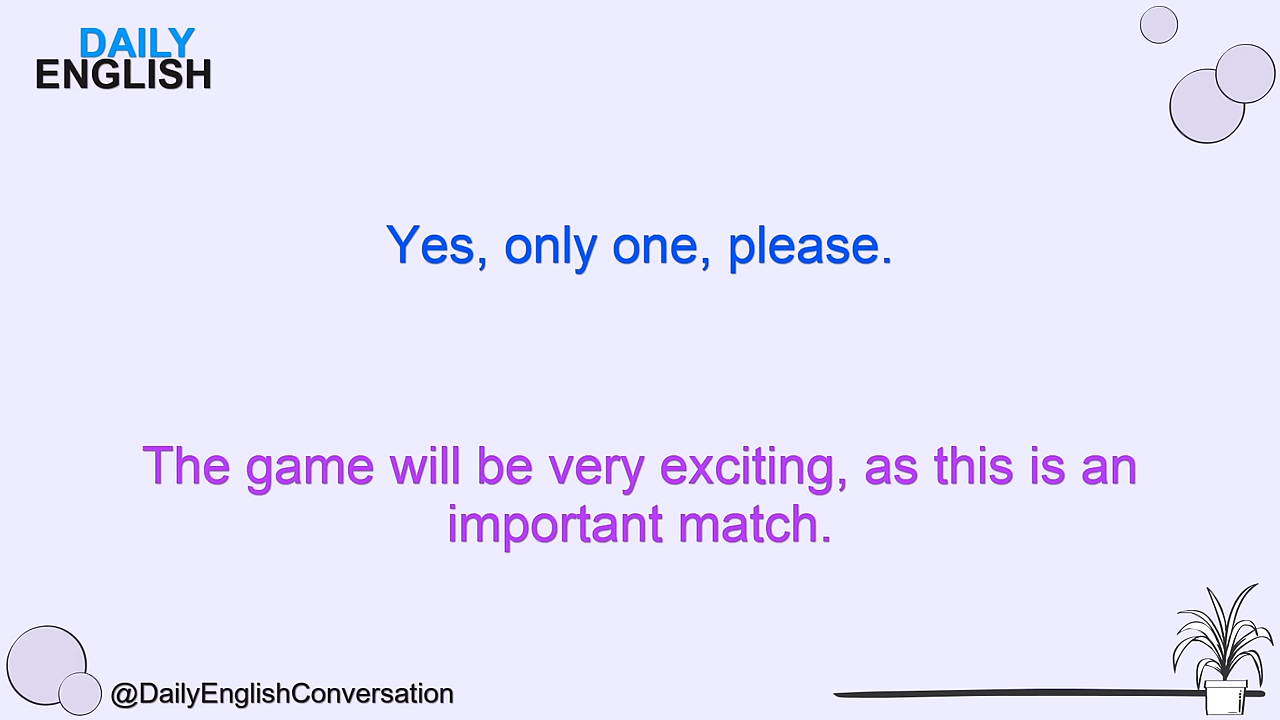 DAILY
ENGLISH
Yes, only one, please.
The game will be very exciting, as this is an
important match.
@DailyEnglishConversation